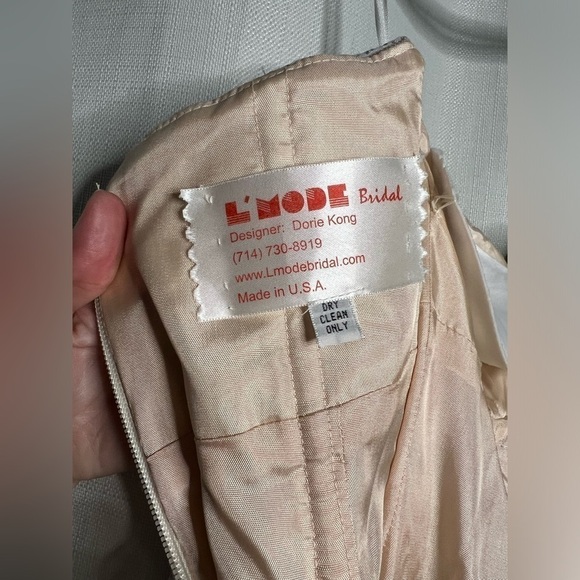 L'MODE Bridal
Designer: Dorie Kong
(714) 730-8919
www.Lmodebridal.com
Made in U.S.A.
DRY
CLEAN
ONLY